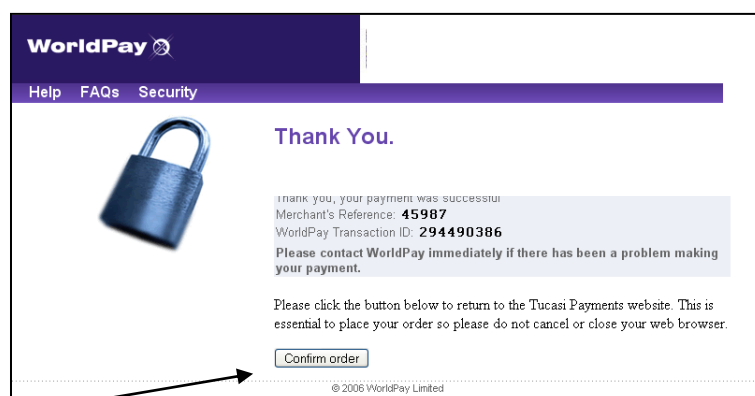 WorldPay
Help FAQs Security
Thank You.
Thank you, your payment was successful
Merchant's Reference: 45987
WorldPay Transaction ID: 294490386
Please contact WorldPay immediately if there has been a problem making
your payment.
Please click the button below to return to the Tucasi Payments website. This is
essential to place your order so please do not cancel or close your web browser.
Confirm order
© 2006 WorldPay Limited